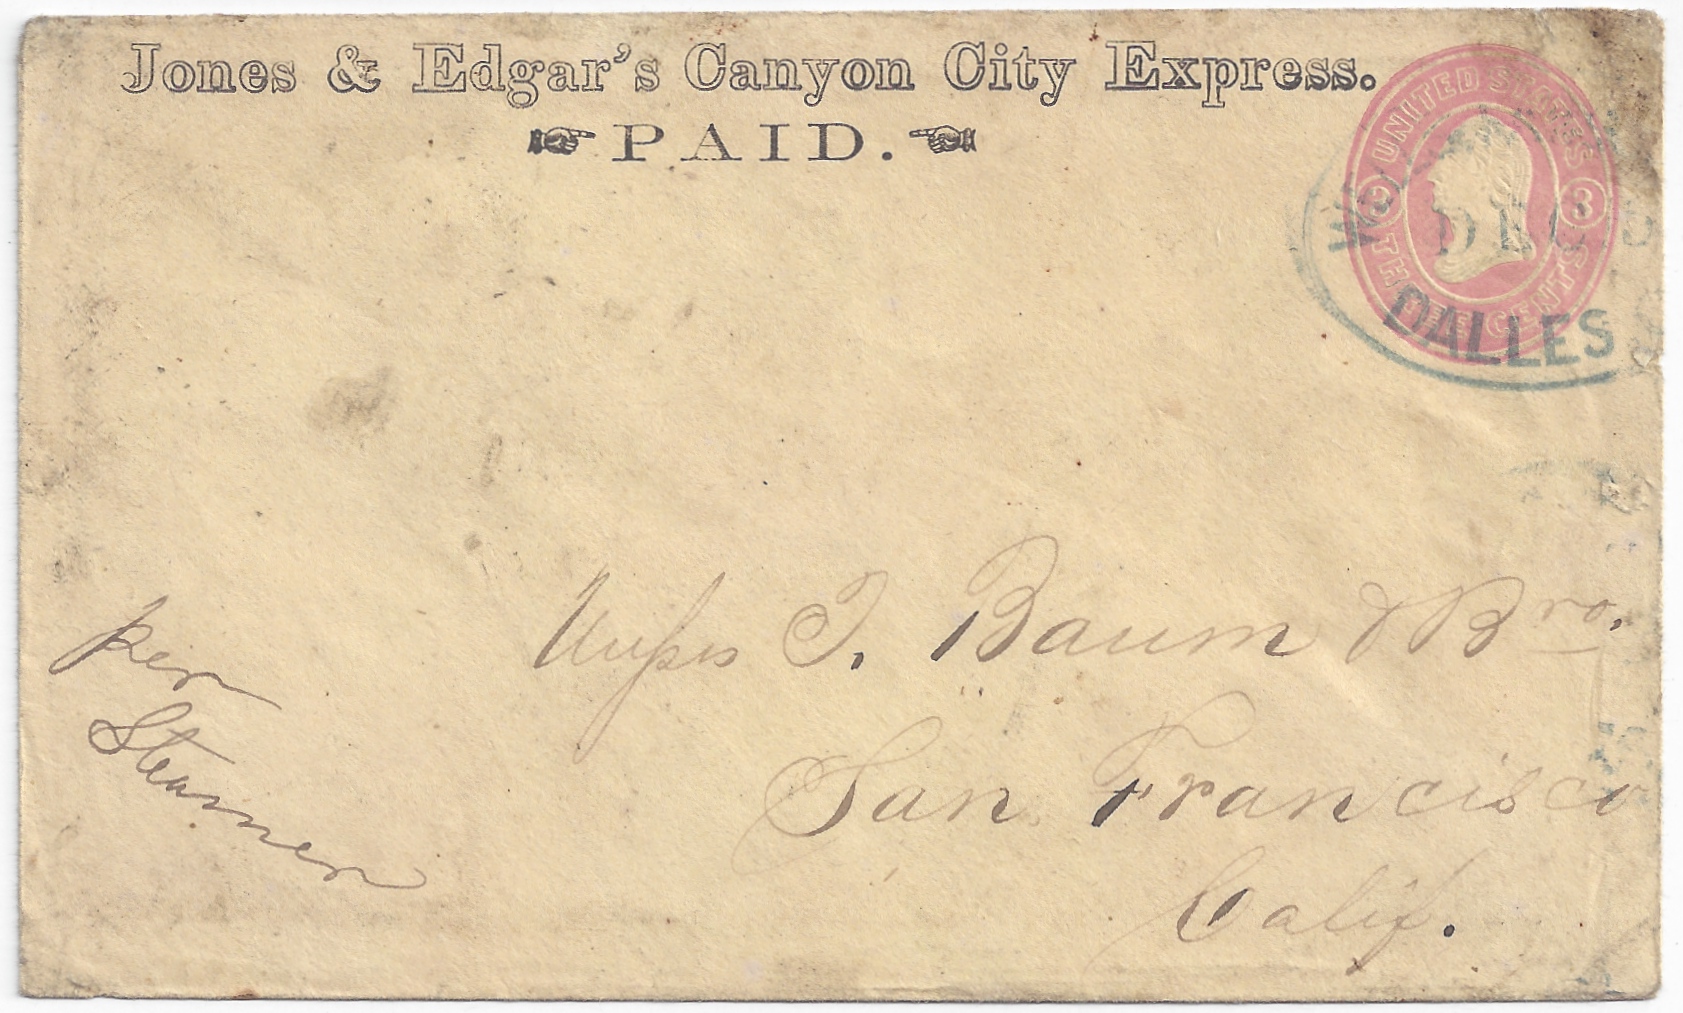 Jones & Edgar's Canyon City Express.
PAID.
UNITED STATES
3 3
THREE CENTS
DEC
DALLES
per
Steamer
Messrs J. Baum & Bro.
San Francisco
Calif.